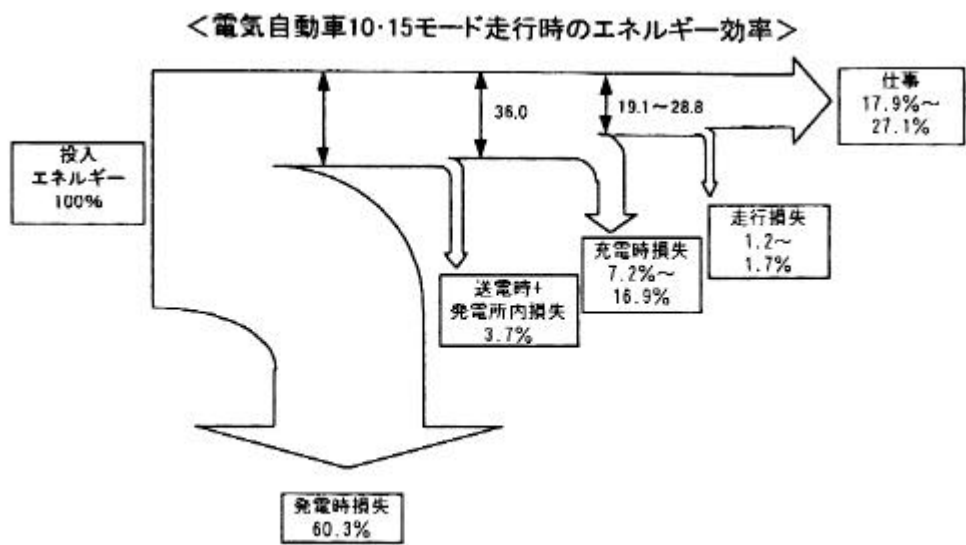 ＜電気自動車10·15モード走行時のエネルギー効率＞
投入
エネルギー
100%
36.0
19.1～28.8
仕事
17.9%～
27.1%
走行損失
1.2～
1.7%
充電時損失
7.2%～
16.9%
送電時+
発電所内損失
3.7%
発電時損失
60.3%